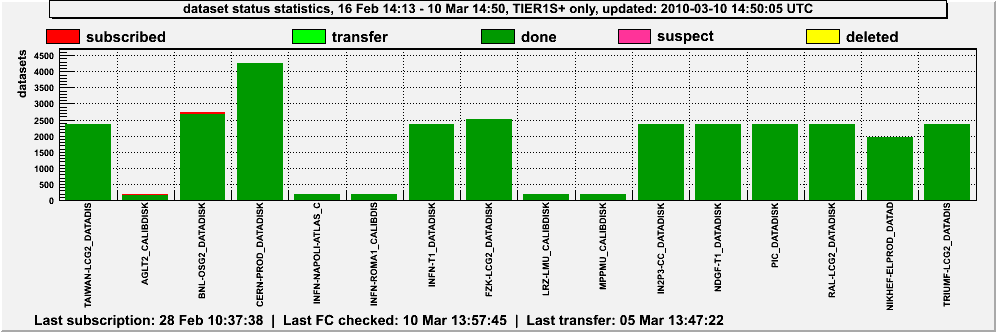 dataset status statistics, 16 Feb 14:13 - 10 Mar 14:50, TIER1S+ only, updated: 2010-03-10 14:50:05 UTC
subscribed transfer done suspect deleted
datasets
4500
4000
3500
3000
2500
2000
1500
1000
500
0
TAIWAN-LCG2_DATADIS
AGLT2_CALIBDISK
BNL-OSG2_DATADISK
CERN-PROD_DATADISK
INFN-NAPOLI-ATLAS_C
INFN-ROMA1_CALIBDIS
INFN-T1_DATADISK
FZK-LCG2_DATADISK
LRZ-LMU_CALIBDISK
MPPMU_CALIBDISK
IN2P3-CC_DATADISK
NDGF-T1_DATADISK
PIC_DATADISK
RAL-LCG2_DATADISK
NIKHEF-ELPROD_DATAD
TRIUMF-LCG2_DATADISK
Last subscription: 28 Feb 10:37:38 | Last FC checked: 10 Mar 13:57:45 | Last transfer: 05 Mar 13:47:22